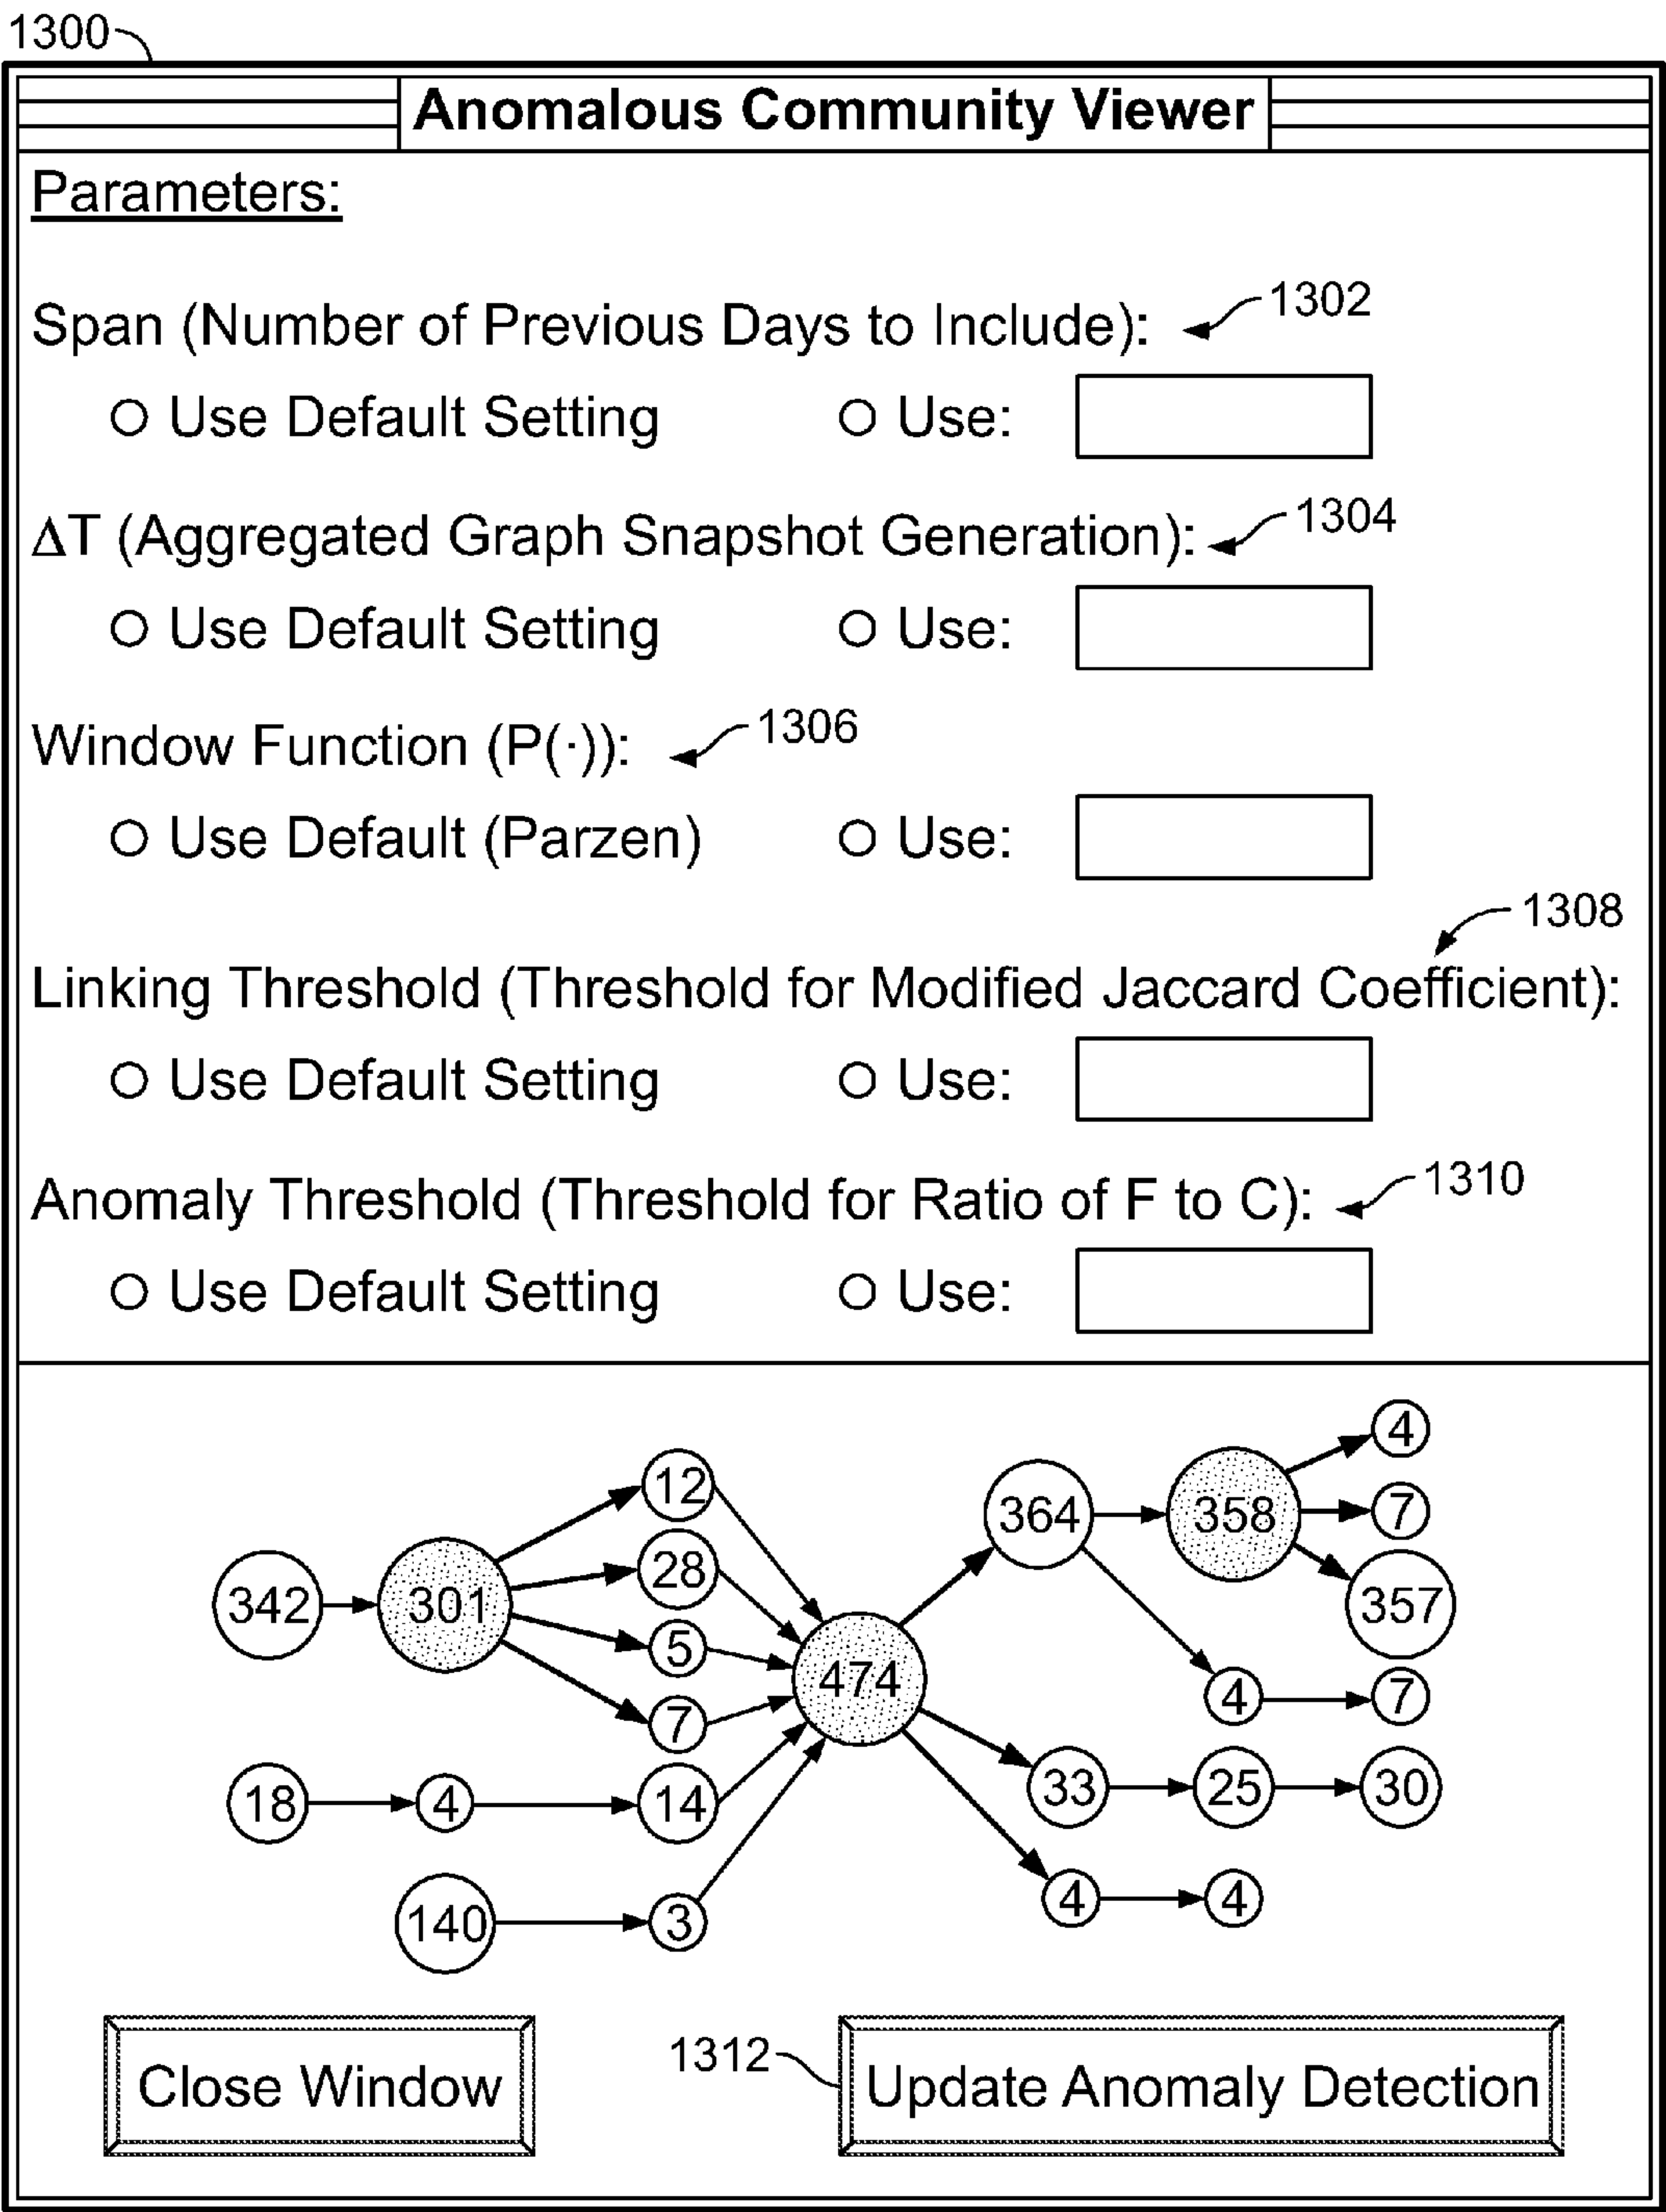 1300
Anomalous Community Viewer
Parameters:
Span (Number of Previous Days to Include): 1302
Use Default Setting Use:
ΔT (Aggregated Graph Snapshot Generation): 1304
Use Default Setting Use:
Window Function (P(·)): 1306
Use Default (Parzen) Use:
1308
Linking Threshold (Threshold for Modified Jaccard Coefficient):
Use Default Setting Use:
Anomaly Threshold (Threshold for Ratio of F to C): 1310
Use Default Setting Use:
4
12
364 358 7
28
342 301 357
5
474
7 4 7
18 4 14 33 25 30
140 3 4 4
1312
Close Window Update Anomaly Detection